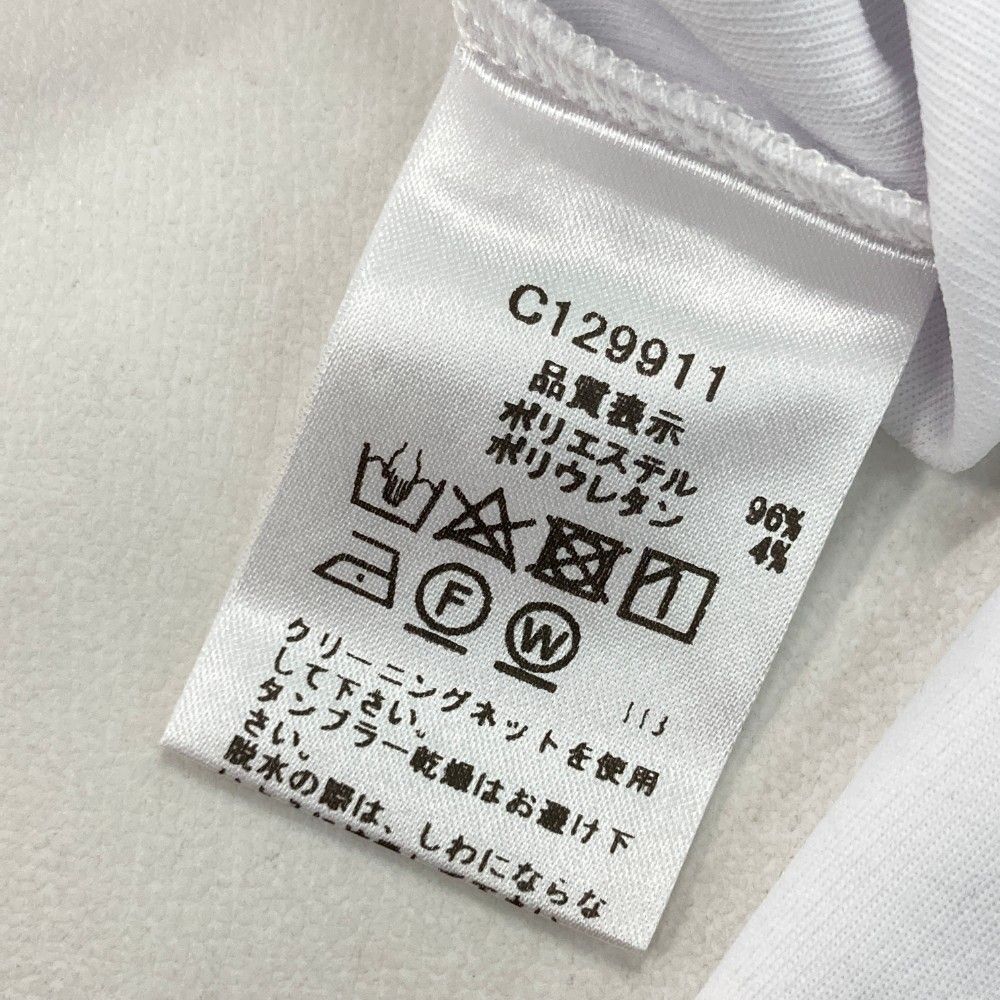 C129911
品質表示
ポリエステル 96%
ポリウレタン 4%
F
W
113
クリーニングネットを使用
して下さい。
タンブラー乾燥はお避け下
さい。
脱水の際は、しわにならな